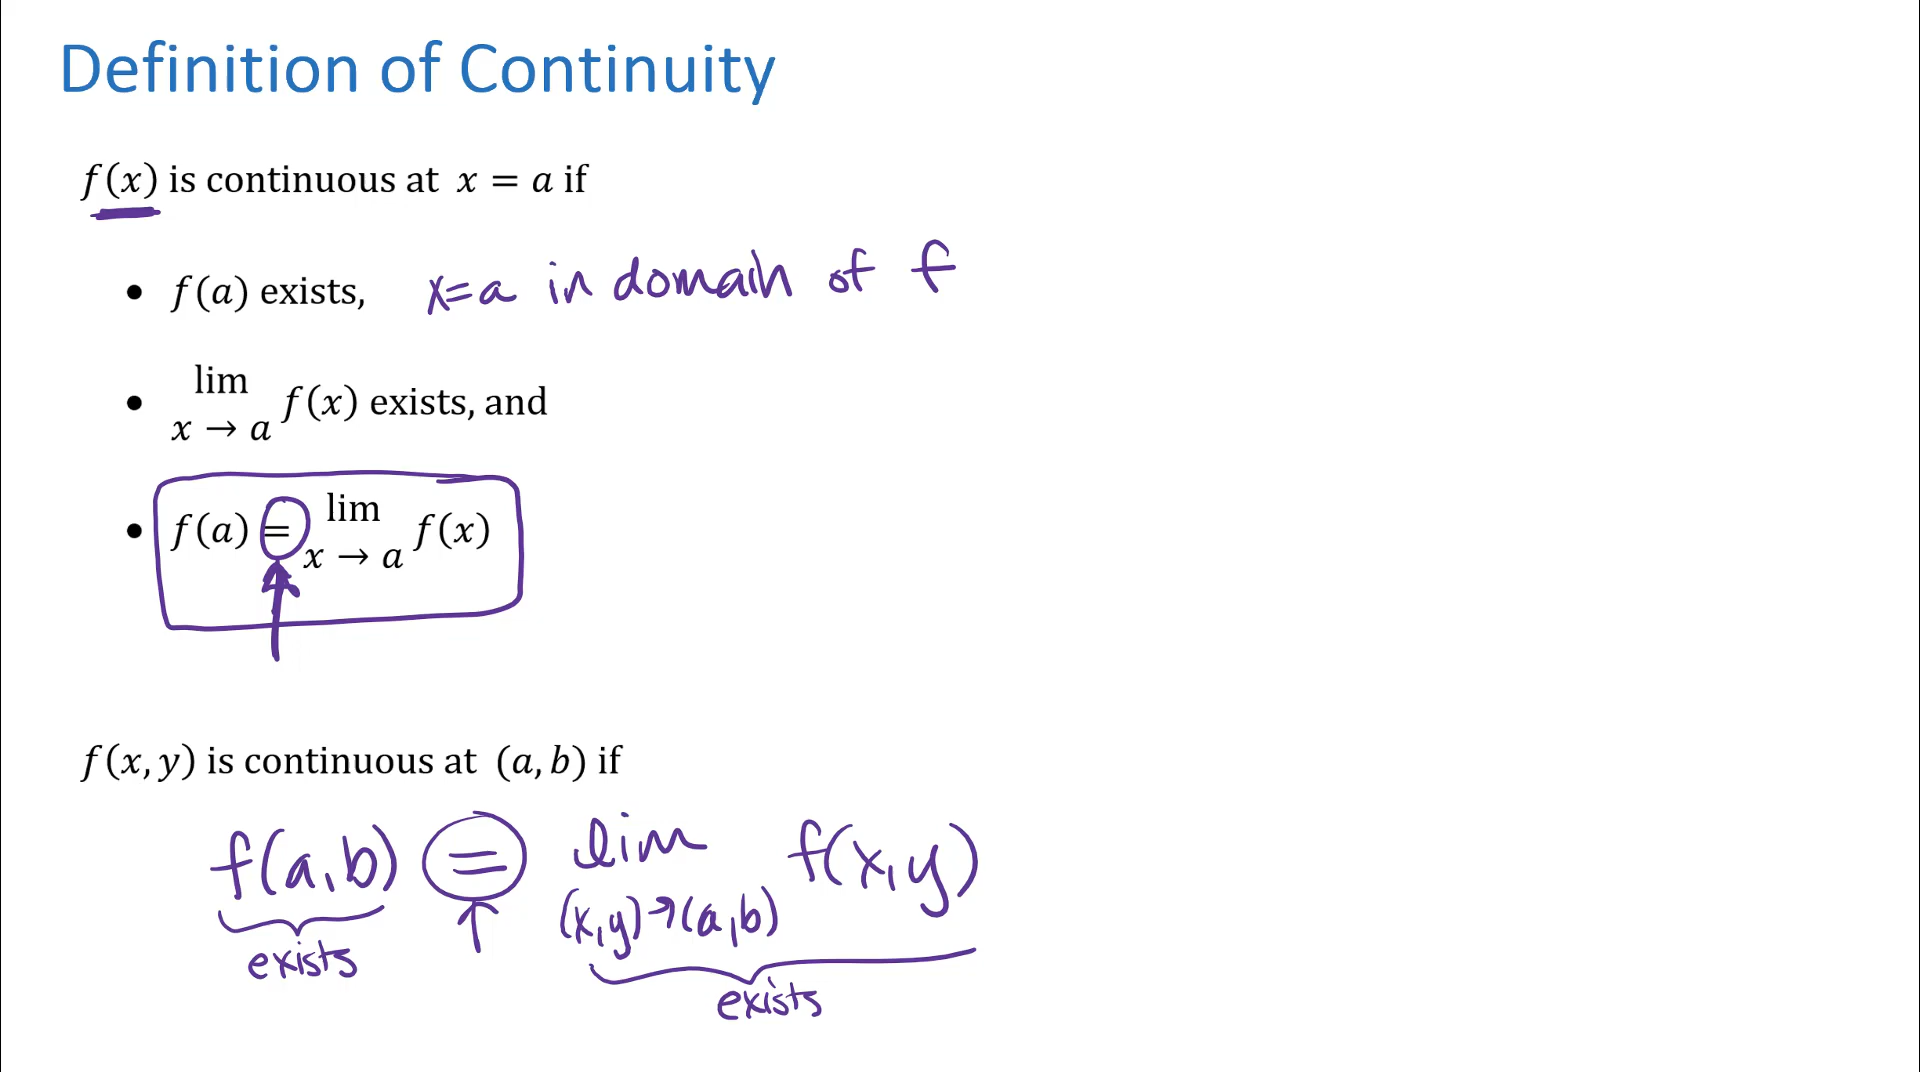 Definition of Continuity
f(x) is continuous at x = a if
• f(a) exists, x=a in domain of f
• lim x → a f(x) exists, and
• f(a) = lim x → a f(x)
f(x, y) is continuous at (a, b) if
f(a,b) = lim f(x,y)
(x,y)→(a,b)
exists
exists